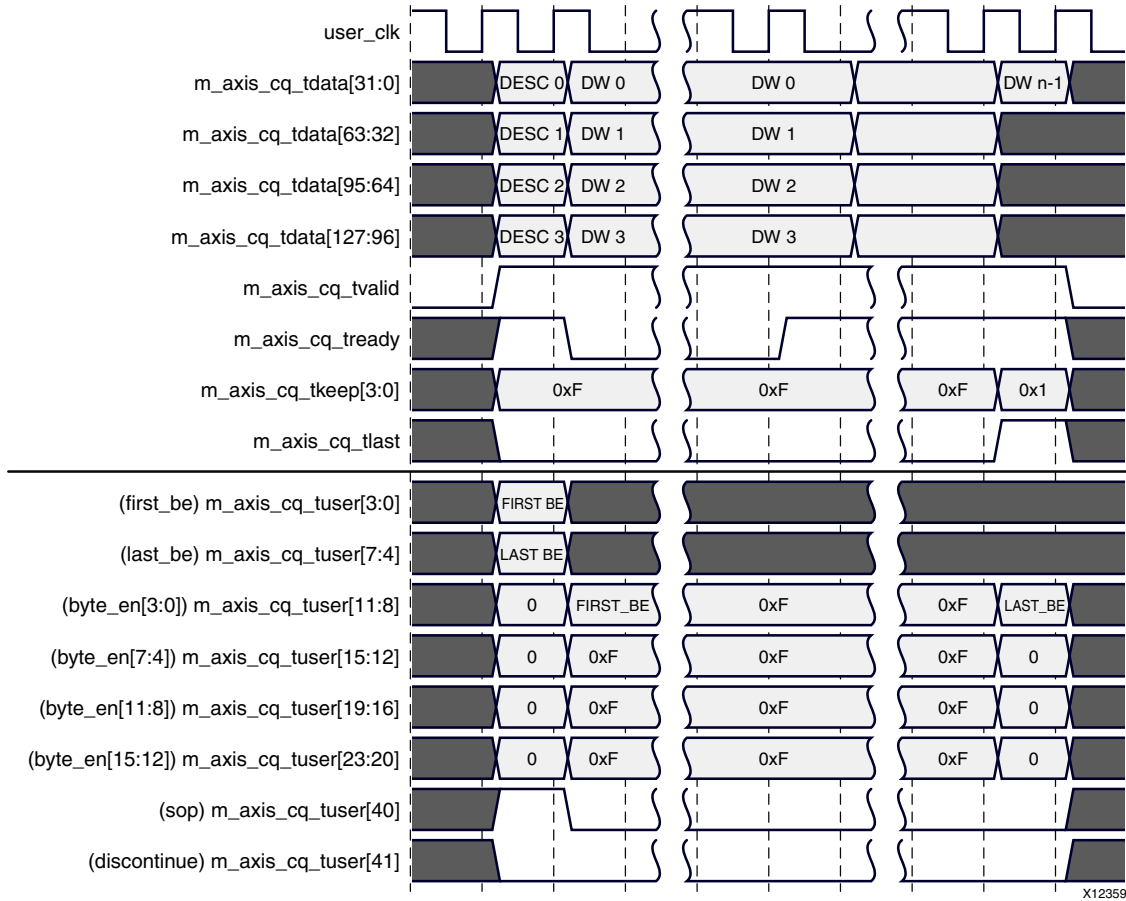 user_clk
m_axis_cq_tdata[31:0] DESC 0 DW 0 DW 0 DW n-1
m_axis_cq_tdata[63:32] DESC 1 DW 1 DW 1
m_axis_cq_tdata[95:64] DESC 2 DW 2 DW 2
m_axis_cq_tdata[127:96] DESC 3 DW 3 DW 3
m_axis_cq_tvalid
m_axis_cq_tready
m_axis_cq_tkeep[3:0] 0xF 0xF 0xF 0x1
m_axis_cq_tlast
(first_be) m_axis_cq_tuser[3:0] FIRST BE
(last_be) m_axis_cq_tuser[7:4] LAST BE
(byte_en[3:0]) m_axis_cq_tuser[11:8] 0 FIRST_BE 0xF 0xF LAST_BE
(byte_en[7:4]) m_axis_cq_tuser[15:12] 0 0xF 0xF 0xF 0
(byte_en[11:8]) m_axis_cq_tuser[19:16] 0 0xF 0xF 0xF 0
(byte_en[15:12]) m_axis_cq_tuser[23:20] 0 0xF 0xF 0xF 0
(sop) m_axis_cq_tuser[40]
(discontinue) m_axis_cq_tuser[41]
X12359